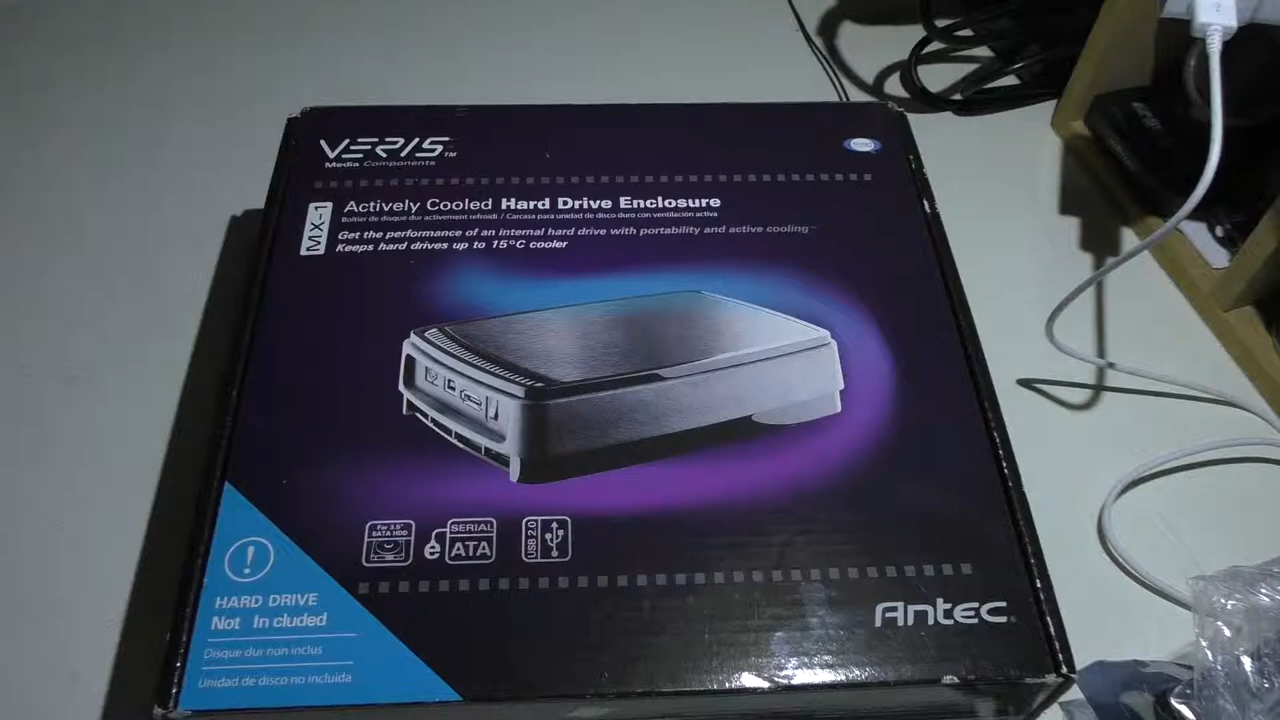 VERIS™
Media Components
MX-1
Actively Cooled Hard Drive Enclosure
Boîtier de disque dur activement refroidi / Carcasa para unidad de disco duro con ventilación activa
Get the performance of an internal hard drive with portability and active cooling
Keeps hard drives up to 15°C cooler
For 3.5"
SATA HDD
e SERIAL ATA
USB 2.0
!
HARD DRIVE
Not In cluded
Disque dur non inclus
Unidad de disco no incluida
Antec